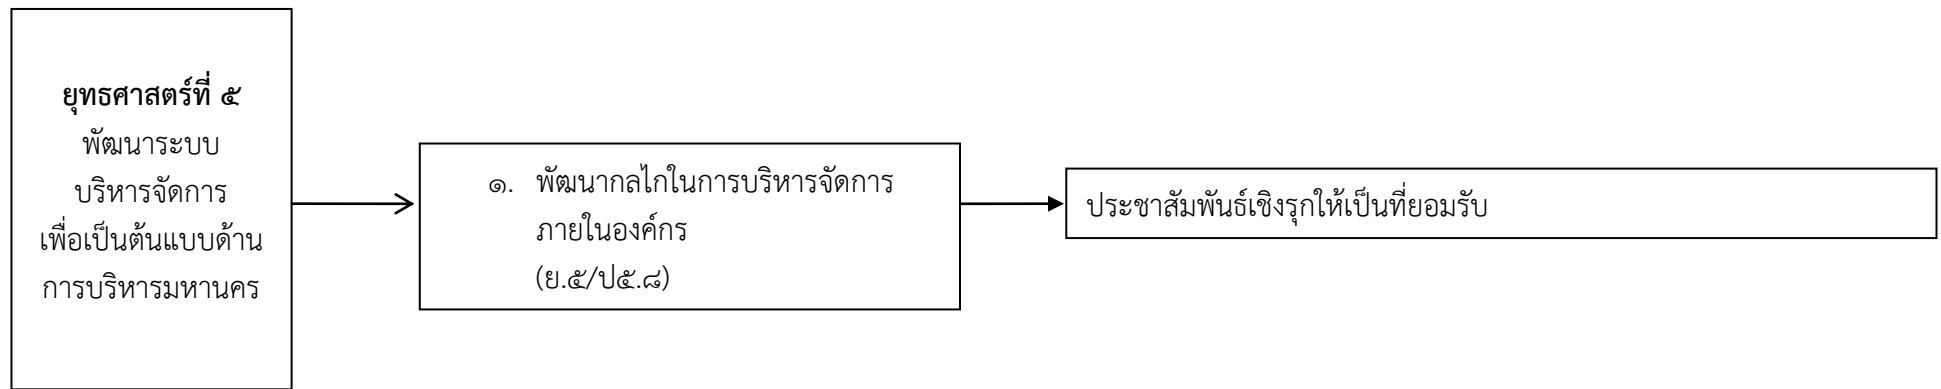 ยุทธศาสตร์ที่ ๕
พัฒนาระบบ
บริหารจัดการ
เพื่อเป็นต้นแบบด้าน
การบริหารมหานคร
๑. พัฒนากลไกในการบริหารจัดการ
ภายในองค์กร
(ย.๕/ป๕.๘)
ประชาสัมพันธ์เชิงรุกให้เป็นที่ยอมรับ